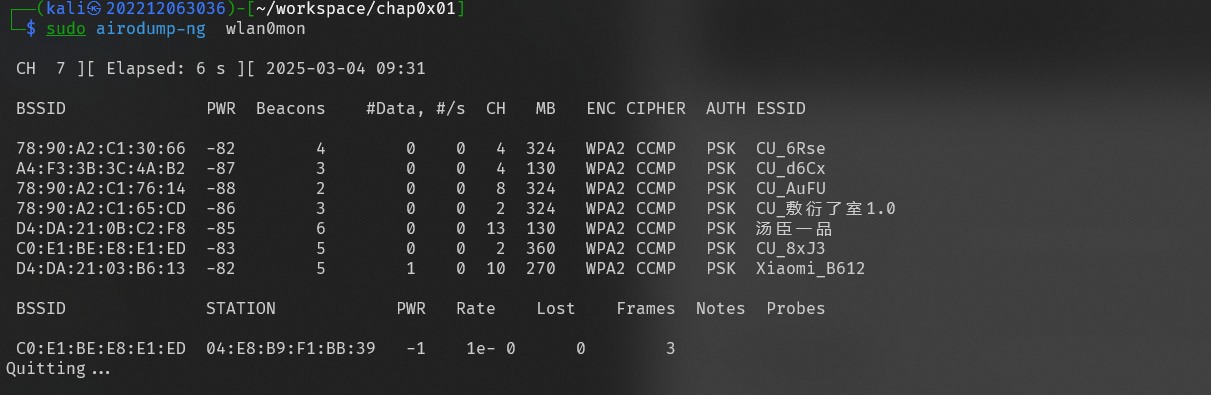 ┌──(kali㉿202212063036)-[~/workspace/chap0x01]
└─$ sudo airodump-ng  wlan0mon
CH  7 ][ Elapsed: 6 s ][ 2025-03-04 09:31
BSSID              PWR  Beacons    #Data, #/s  CH   MB   ENC CIPHER  AUTH ESSID
78:90:A2:C1:30:66  -82        4        0    0   4  324   WPA2 CCMP   PSK  CU_6Rse
A4:F3:3B:3C:4A:B2  -87        3        0    0   4  130   WPA2 CCMP   PSK  CU_d6Cx
78:90:A2:C1:76:14  -88        2        0    0   8  324   WPA2 CCMP   PSK  CU_AuFU
78:90:A2:C1:65:CD  -86        3        0    0   2  324   WPA2 CCMP   PSK  CU_敷衍了室1.0
D4:DA:21:0B:C2:F8  -85        6        0    0  13  130   WPA2 CCMP   PSK  汤臣一品
C0:E1:BE:E8:E1:ED  -83        5        0    0   2  360   WPA2 CCMP   PSK  CU_8xJ3
D4:DA:21:03:B6:13  -82        5        1    0  10  270   WPA2 CCMP   PSK  Xiaomi_B612
BSSID              STATION            PWR   Rate    Lost    Frames  Notes  Probes
C0:E1:BE:E8:E1:ED  04:E8:B9:F1:BB:39   -1    1e- 0      0        3
Quitting...